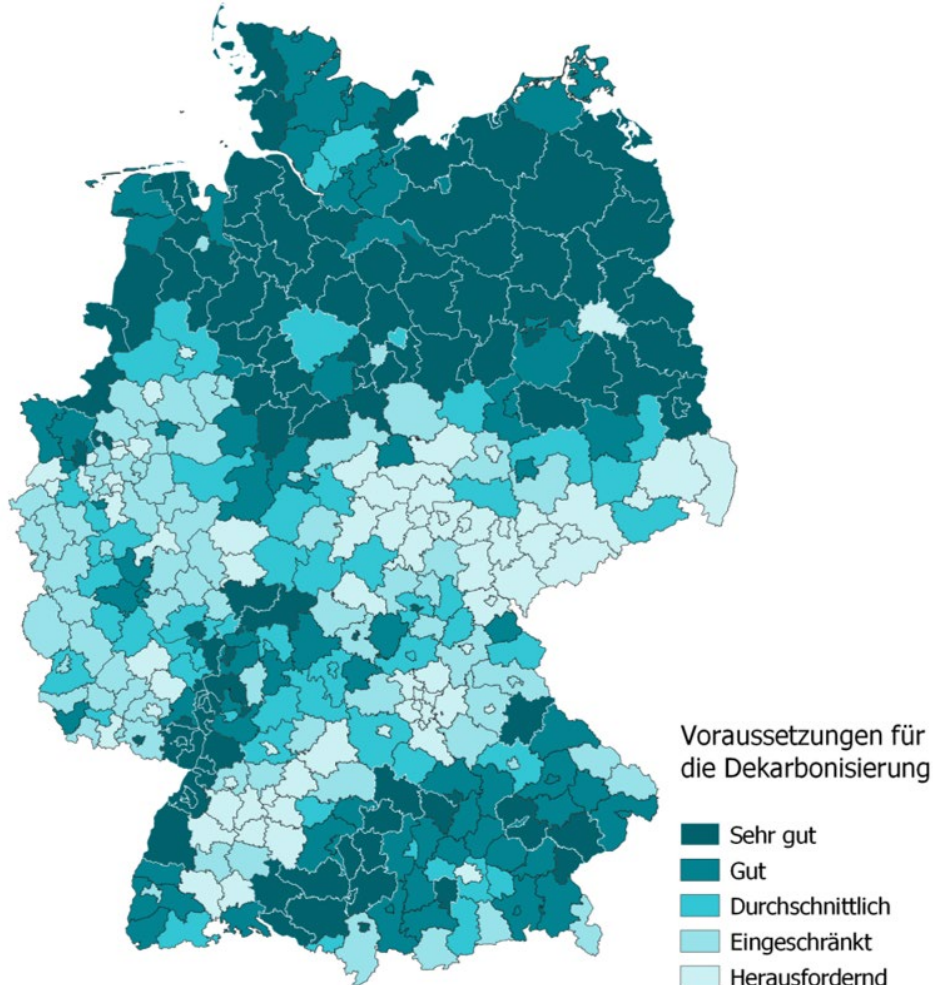 Voraussetzungen für
die Dekarbonisierung
Sehr gut
Gut
Durchschnittlich
Eingeschränkt
Herausfordernd